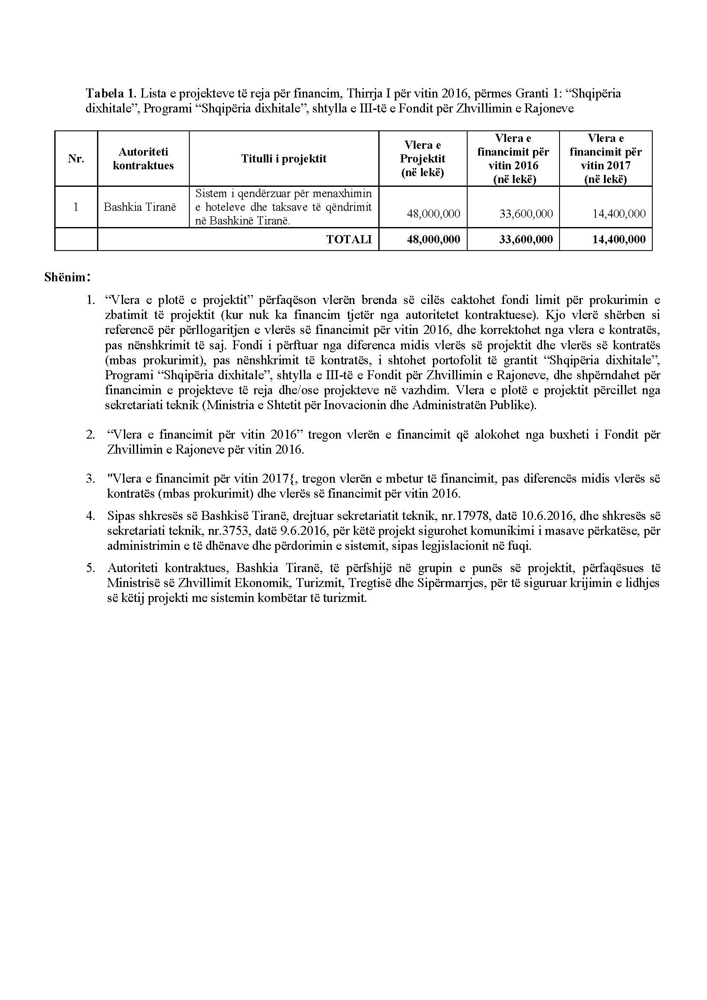 Tabela 1. Lista e projekteve të reja për financim, Thirrja I për vitin 2016, përmes Granti 1: “Shqipëria
dixhitale”, Programi “Shqipëria dixhitale”, shtylla e III-të e Fondit për Zhvillimin e Rajoneve
Nr.
Autoriteti
kontraktues
Titulli i projektit
Vlera e
Projektit
(në lekë)
Vlera e
financimit për
vitin 2016
(në lekë)
Vlera e
financimit për
vitin 2017
(në lekë)
1
Bashkia Tiranë
Sistem i qendërzuar për menaxhimin
e hoteleve dhe taksave të qëndrimit
në Bashkinë Tiranë.
48,000,000
33,600,000
14,400,000
TOTALI
48,000,000
33,600,000
14,400,000
Shënim:
1. “Vlera e plotë e projektit” përfaqëson vlerën brenda së cilës caktohet fondi limit për prokurimin e
zbatimit të projektit (kur nuk ka financim tjetër nga autoritetet kontraktuese). Kjo vlerë shërben si
referencë për përllogaritjen e vlerës së financimit për vitin 2016, dhe korrektohet nga vlera e kontratës,
pas nënshkrimit të saj. Fondi i përftuar nga diferenca midis vlerës së projektit dhe vlerës së kontratës
(mbas prokurimit), pas nënshkrimit të kontratës, i shtohet portofolit të grantit “Shqipëria dixhitale”,
Programi “Shqipëria dixhitale”, shtylla e III-të e Fondit për Zhvillimin e Rajoneve, dhe shpërndahet për
financimin e projekteve të reja dhe/ose projekteve në vazhdim. Vlera e plotë e projektit përcillet nga
sekretariati teknik (Ministria e Shtetit për Inovacionin dhe Administratën Publike).
2. “Vlera e financimit për vitin 2016” tregon vlerën e financimit që alokohet nga buxheti i Fondit për
Zhvillimin e Rajoneve për vitin 2016.
3. "Vlera e financimit për vitin 2017{, tregon vlerën e mbetur të financimit, pas diferencës midis vlerës së
kontratës (mbas prokurimit) dhe vlerës së financimit për vitin 2016.
4. Sipas shkresës së Bashkisë Tiranë, drejtuar sekretariatit teknik, nr.17978, datë 10.6.2016, dhe shkresës së
sekretariati teknik, nr.3753, datë 9.6.2016, për këtë projekt sigurohet komunikimi i masave përkatëse, për
administrimin e të dhënave dhe përdorimin e sistemit, sipas legjislacionit në fuqi.
5. Autoriteti kontraktues, Bashkia Tiranë, të përfshijë në grupin e punës së projektit, përfaqësues të
Ministrisë së Zhvillimit Ekonomik, Turizmit, Tregtisë dhe Sipërmarrjes, për të siguruar krijimin e lidhjes
së këtij projekti me sistemin kombëtar të turizmit.